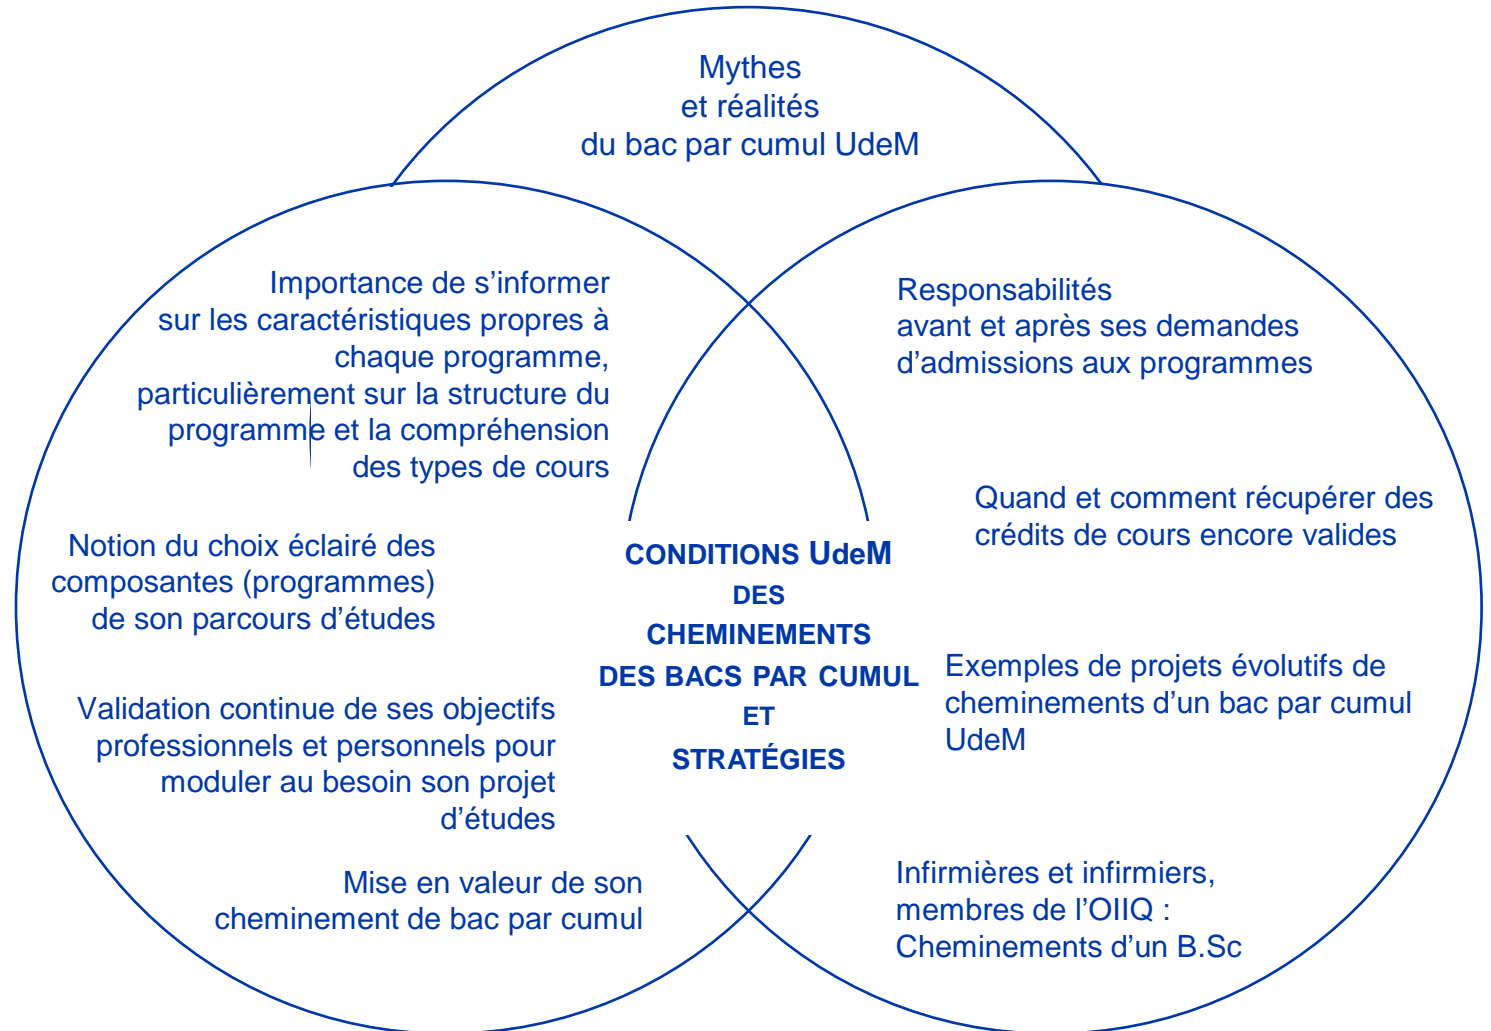 Mythes
et réalités
du bac par cumul UdeM
Importance de s’informer
sur les caractéristiques propres à
chaque programme,
particulièrement sur la structure du
programme et la compréhension
des types de cours
Notion du choix éclairé des
composantes (programmes)
de son parcours d’études
Validation continue de ses objectifs
professionnels et personnels pour
moduler au besoin son projet
d’études
Mise en valeur de son
cheminement de bac par cumul
CONDITIONS UdeM
DES
CHEMINEMENTS
DES BACS PAR CUMUL
ET
STRATÉGIES
Responsabilités
avant et après ses demandes
d’admissions aux programmes
Quand et comment récupérer des
crédits de cours encore valides
Exemples de projets évolutifs de
cheminements d’un bac par cumul
UdeM
Infirmières et infirmiers,
membres de l’OIIQ :
Cheminements d’un B.Sc